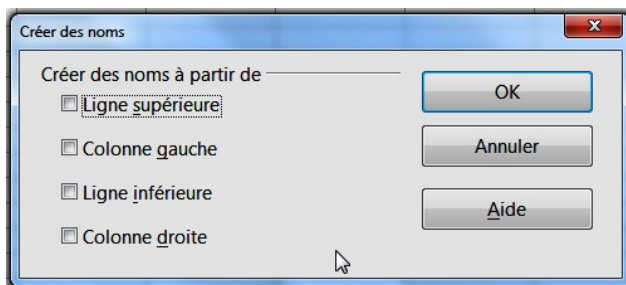 Créer des noms
Créer des noms à partir de
Ligne supérieure
Colonne gauche
Ligne inférieure
Colonne droite
OK
Annuler
Aide